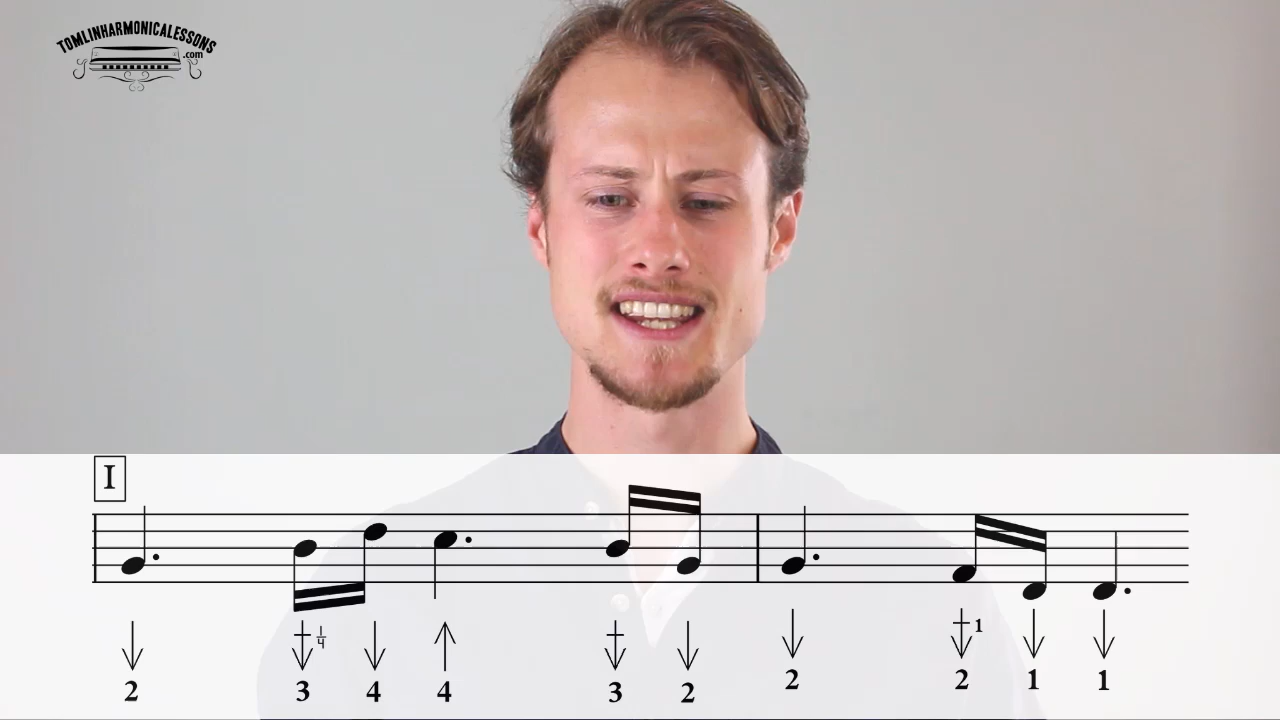 TOMLINHARMONICALESSONS
.com
I
1/4 1
2 3 4 4 3 2 2 2 1 1